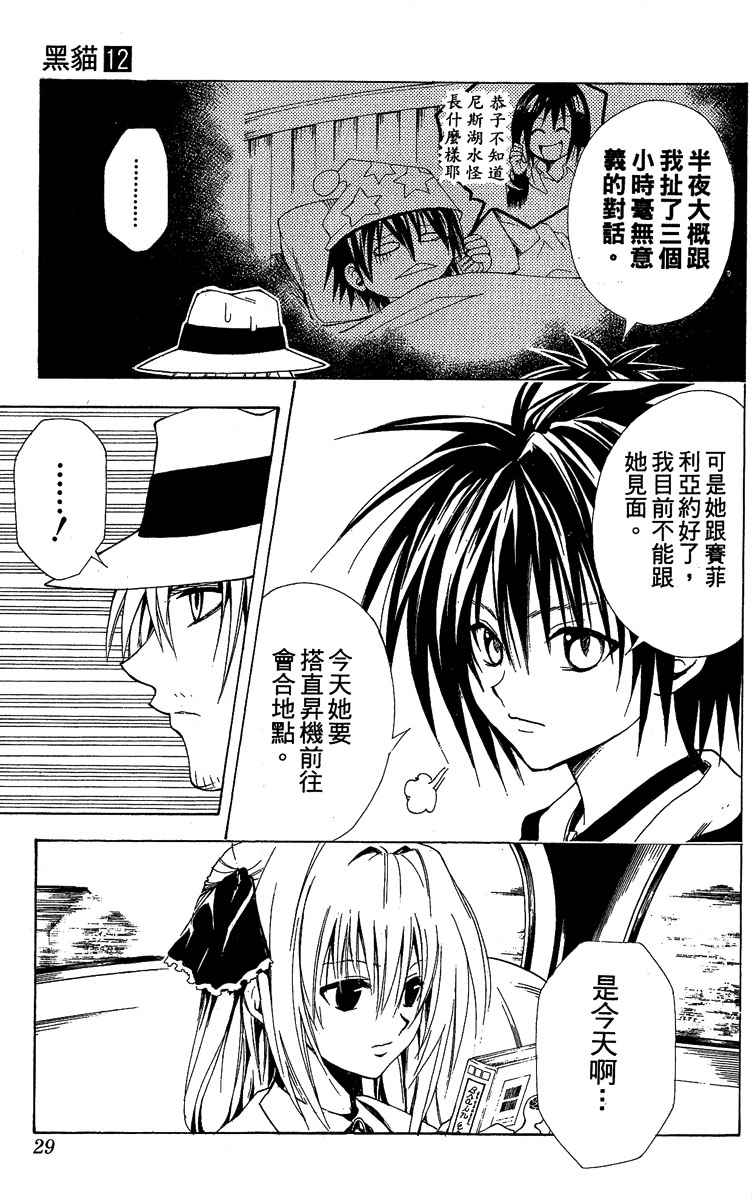 黑貓12
半夜大概跟
我扯了三個
小時毫無意
義的對話。
恭子不知道
尼斯湖水怪
長什麼樣耶
…………
可是她跟賽菲
利亞約好了，
我目前不能跟
她見面。
今天她要
搭直昇機前往
會合地點。
……！
是今天啊…
29